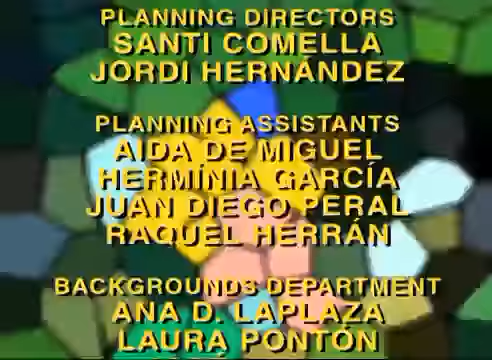 PLANNING DIRECTORS
SANTI COMELLA
JORDI HERNÁNDEZ
PLANNING ASSISTANTS
AIDA DE MIGUEL
HERMÍNIA GARCÍA
JUAN DIEGO PERAL
RAQUEL HERRÁN
BACKGROUNDS DEPARTMENT
ANA D. LAPLAZA
LAURA PONTÓN